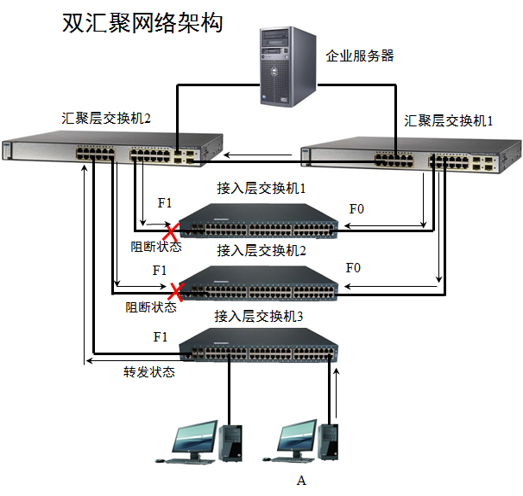 双汇聚网络架构
企业服务器
汇聚层交换机2
汇聚层交换机1
接入层交换机1
F1
F0
阻断状态
接入层交换机2
F1
F0
阻断状态
接入层交换机3
F1
转发状态
A